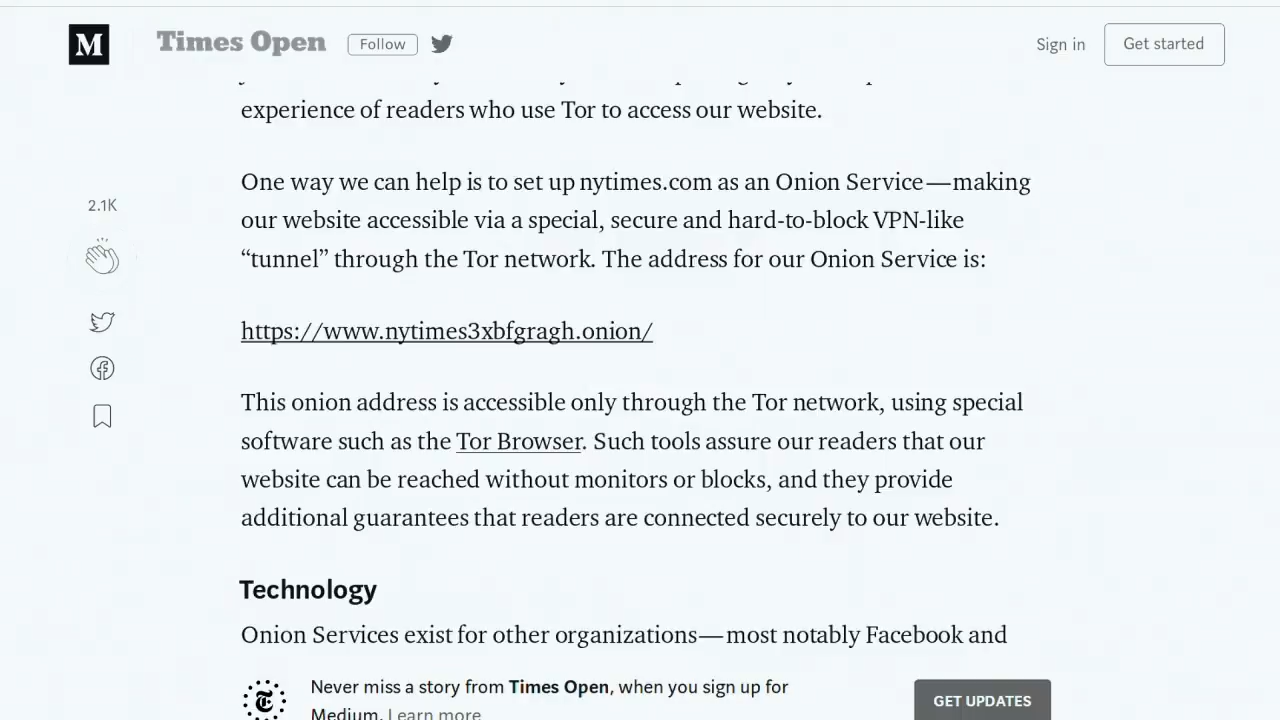 M Times Open Follow Sign in Get started
experience of readers who use Tor to access our website.
One way we can help is to set up nytimes.com as an Onion Service — making
2.1K
our website accessible via a special, secure and hard-to-block VPN-like
“tunnel” through the Tor network. The address for our Onion Service is:
https://www.nytimes3xbfgragh.onion/
This onion address is accessible only through the Tor network, using special
software such as the Tor Browser. Such tools assure our readers that our
website can be reached without monitors or blocks, and they provide
additional guarantees that readers are connected securely to our website.
Technology
Onion Services exist for other organizations — most notably Facebook and
Never miss a story from Times Open, when you sign up for
Medium. Learn more
GET UPDATES